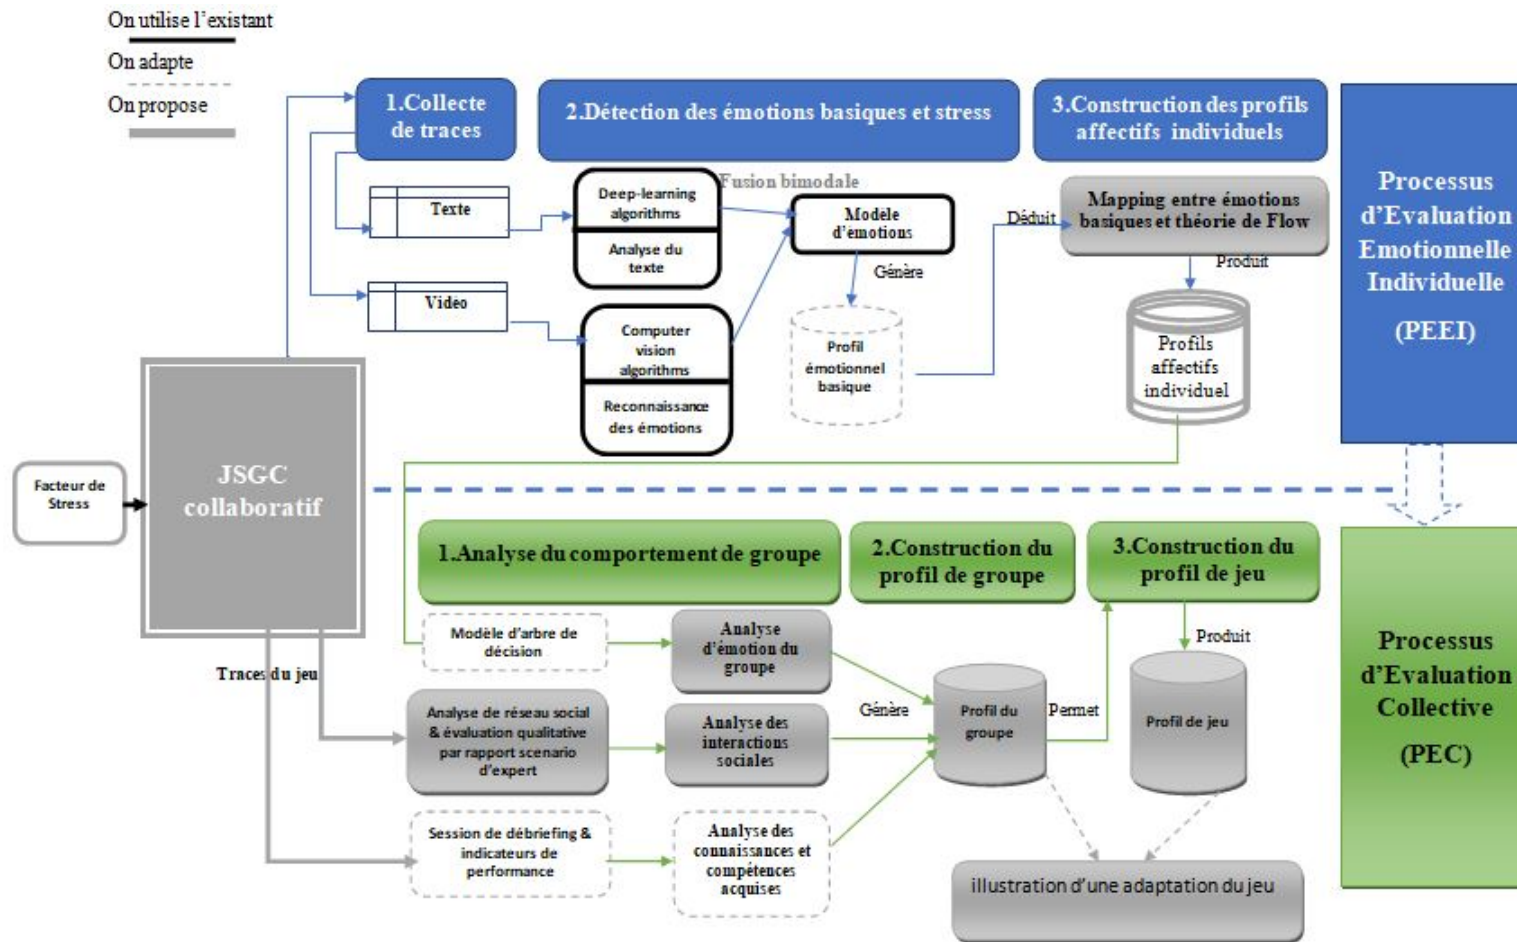 On utilise l'existant
On adapte
On propose
1.Collecte
de traces
2.Détection des émotions basiques et stress
3.Construction des profils
affectifs individuels
Processus
d'Evaluation
Emotionnelle
Individuelle
(PEEI)
Texte
Vidéo
Deep-learning
algorithms
Analyse du
texte
Fusion bimodale
Modèle
d'émotions
Génère
Profil
émotionnel
basique
Computer
vision
algorithms
Reconnaissance
des émotions
Déduit
Mapping entre émotions
basiques et théorie de Flow
Produit
Profils
affectifs
individuel
Facteur de
Stress
JSGC
collaboratif
Traces du jeu
1.Analyse du comportement de groupe
2.Construction du
profil de groupe
3.Construction du
profil de jeu
Processus
d'Evaluation
Collective
(PEC)
Modèle d'arbre de
décision
Analyse
d'émotion du
groupe
Analyse de réseau social
& évaluation qualitative
par rapport scenario
d'expert
Analyse des
interactions
sociales
Session de débriefing &
indicateurs de
performance
Analyse des
connaissances et
compétences
acquises
Génère
Profil du
groupe
Permet
Produit
Profil de jeu
illustration d'une adaptation du jeu